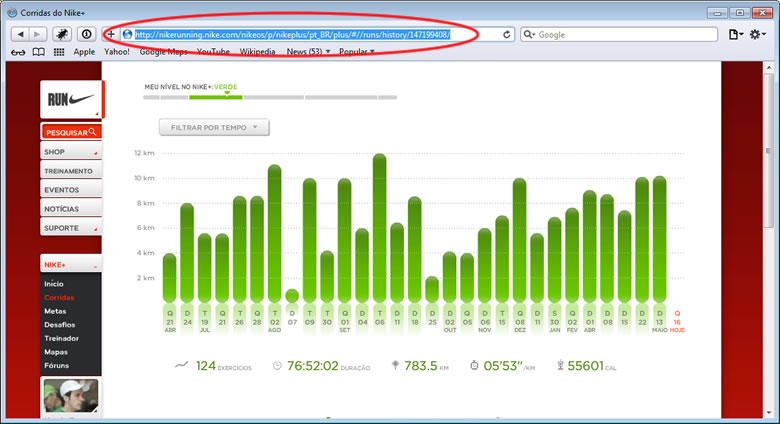 Corridas do Nike+
http://nikerunning.nike.com/nikeos/p/nikeplus/pt_BR/plus/#//runs/history/147199408/
Google
Apple Yahoo! Google Maps YouTube Wikipedia News (53) Popular
RUN
MEU NÍVEL NO NIKE+: VERDE
FILTRAR POR TEMPO
PESQUISAR
SHOP
TREINAMENTO
EVENTOS
NOTÍCIAS
SUPORTE
NIKE+
Início
Corridas
Metas
Desafios
Treinador
Mapas
Fóruns
12 km
10 km
8 km
6 km
4 km
2 km
Q D T Q T Q T D T T Q D T D D D D Q D T Q D S Q D D D D D Q
21 24 19 21 26 28 02 07 09 30 01 04 06 11 18 25 02 05 06 15 08 11 30 02 01 08 15 22 13 16
ABR JUL AGO SET OUT NOV DEZ JAN FEV ABR MAIO HOJE
124 EXERCÍCIOS 76:52:02 DURAÇÃO 783.5 KM 05'53" /KM 55601 CAL